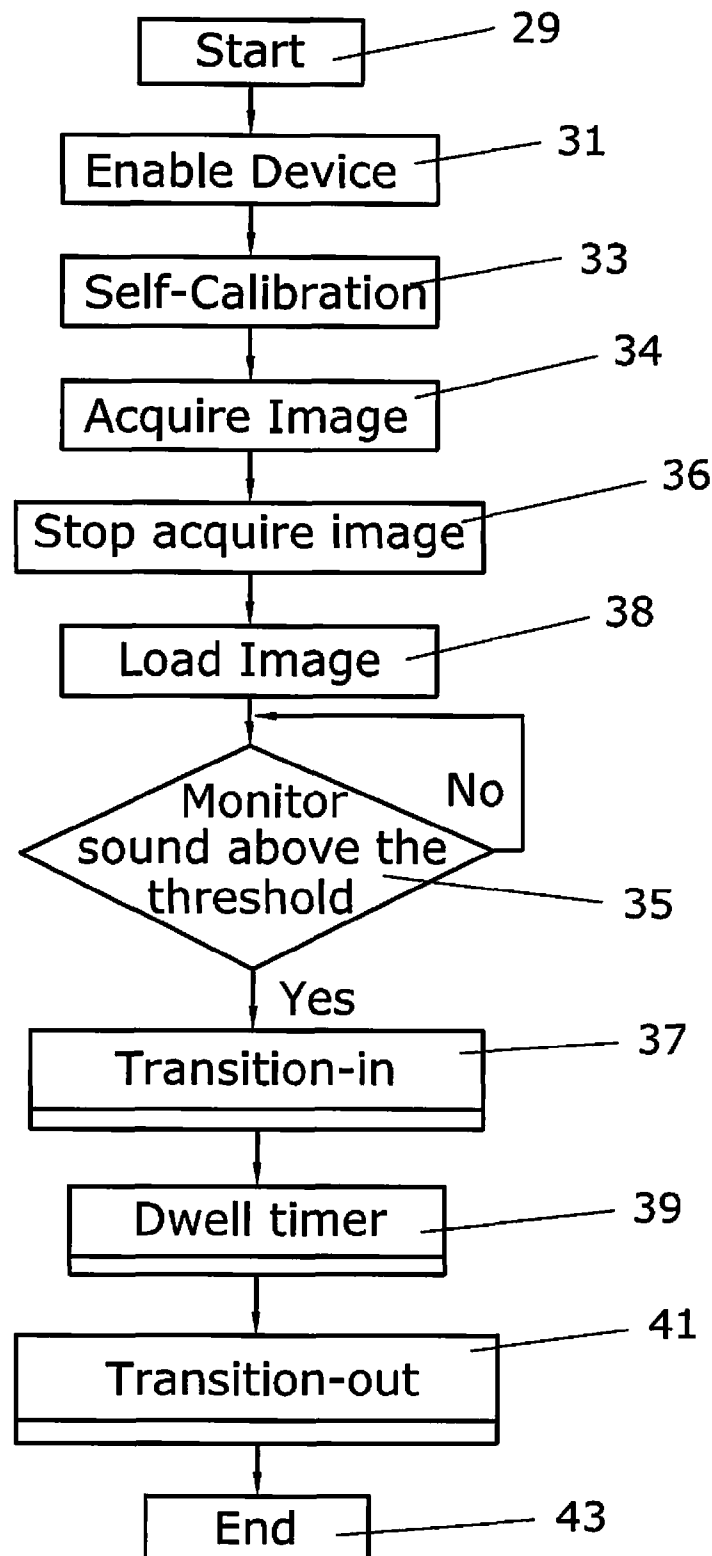 Start
29
Enable Device
31
Self-Calibration
33
Acquire Image
34
Stop acquire image
36
Load Image
38
Monitor
sound above the
threshold
No
35
Yes
Transition-in
37
Dwell timer
39
Transition-out
41
End
43